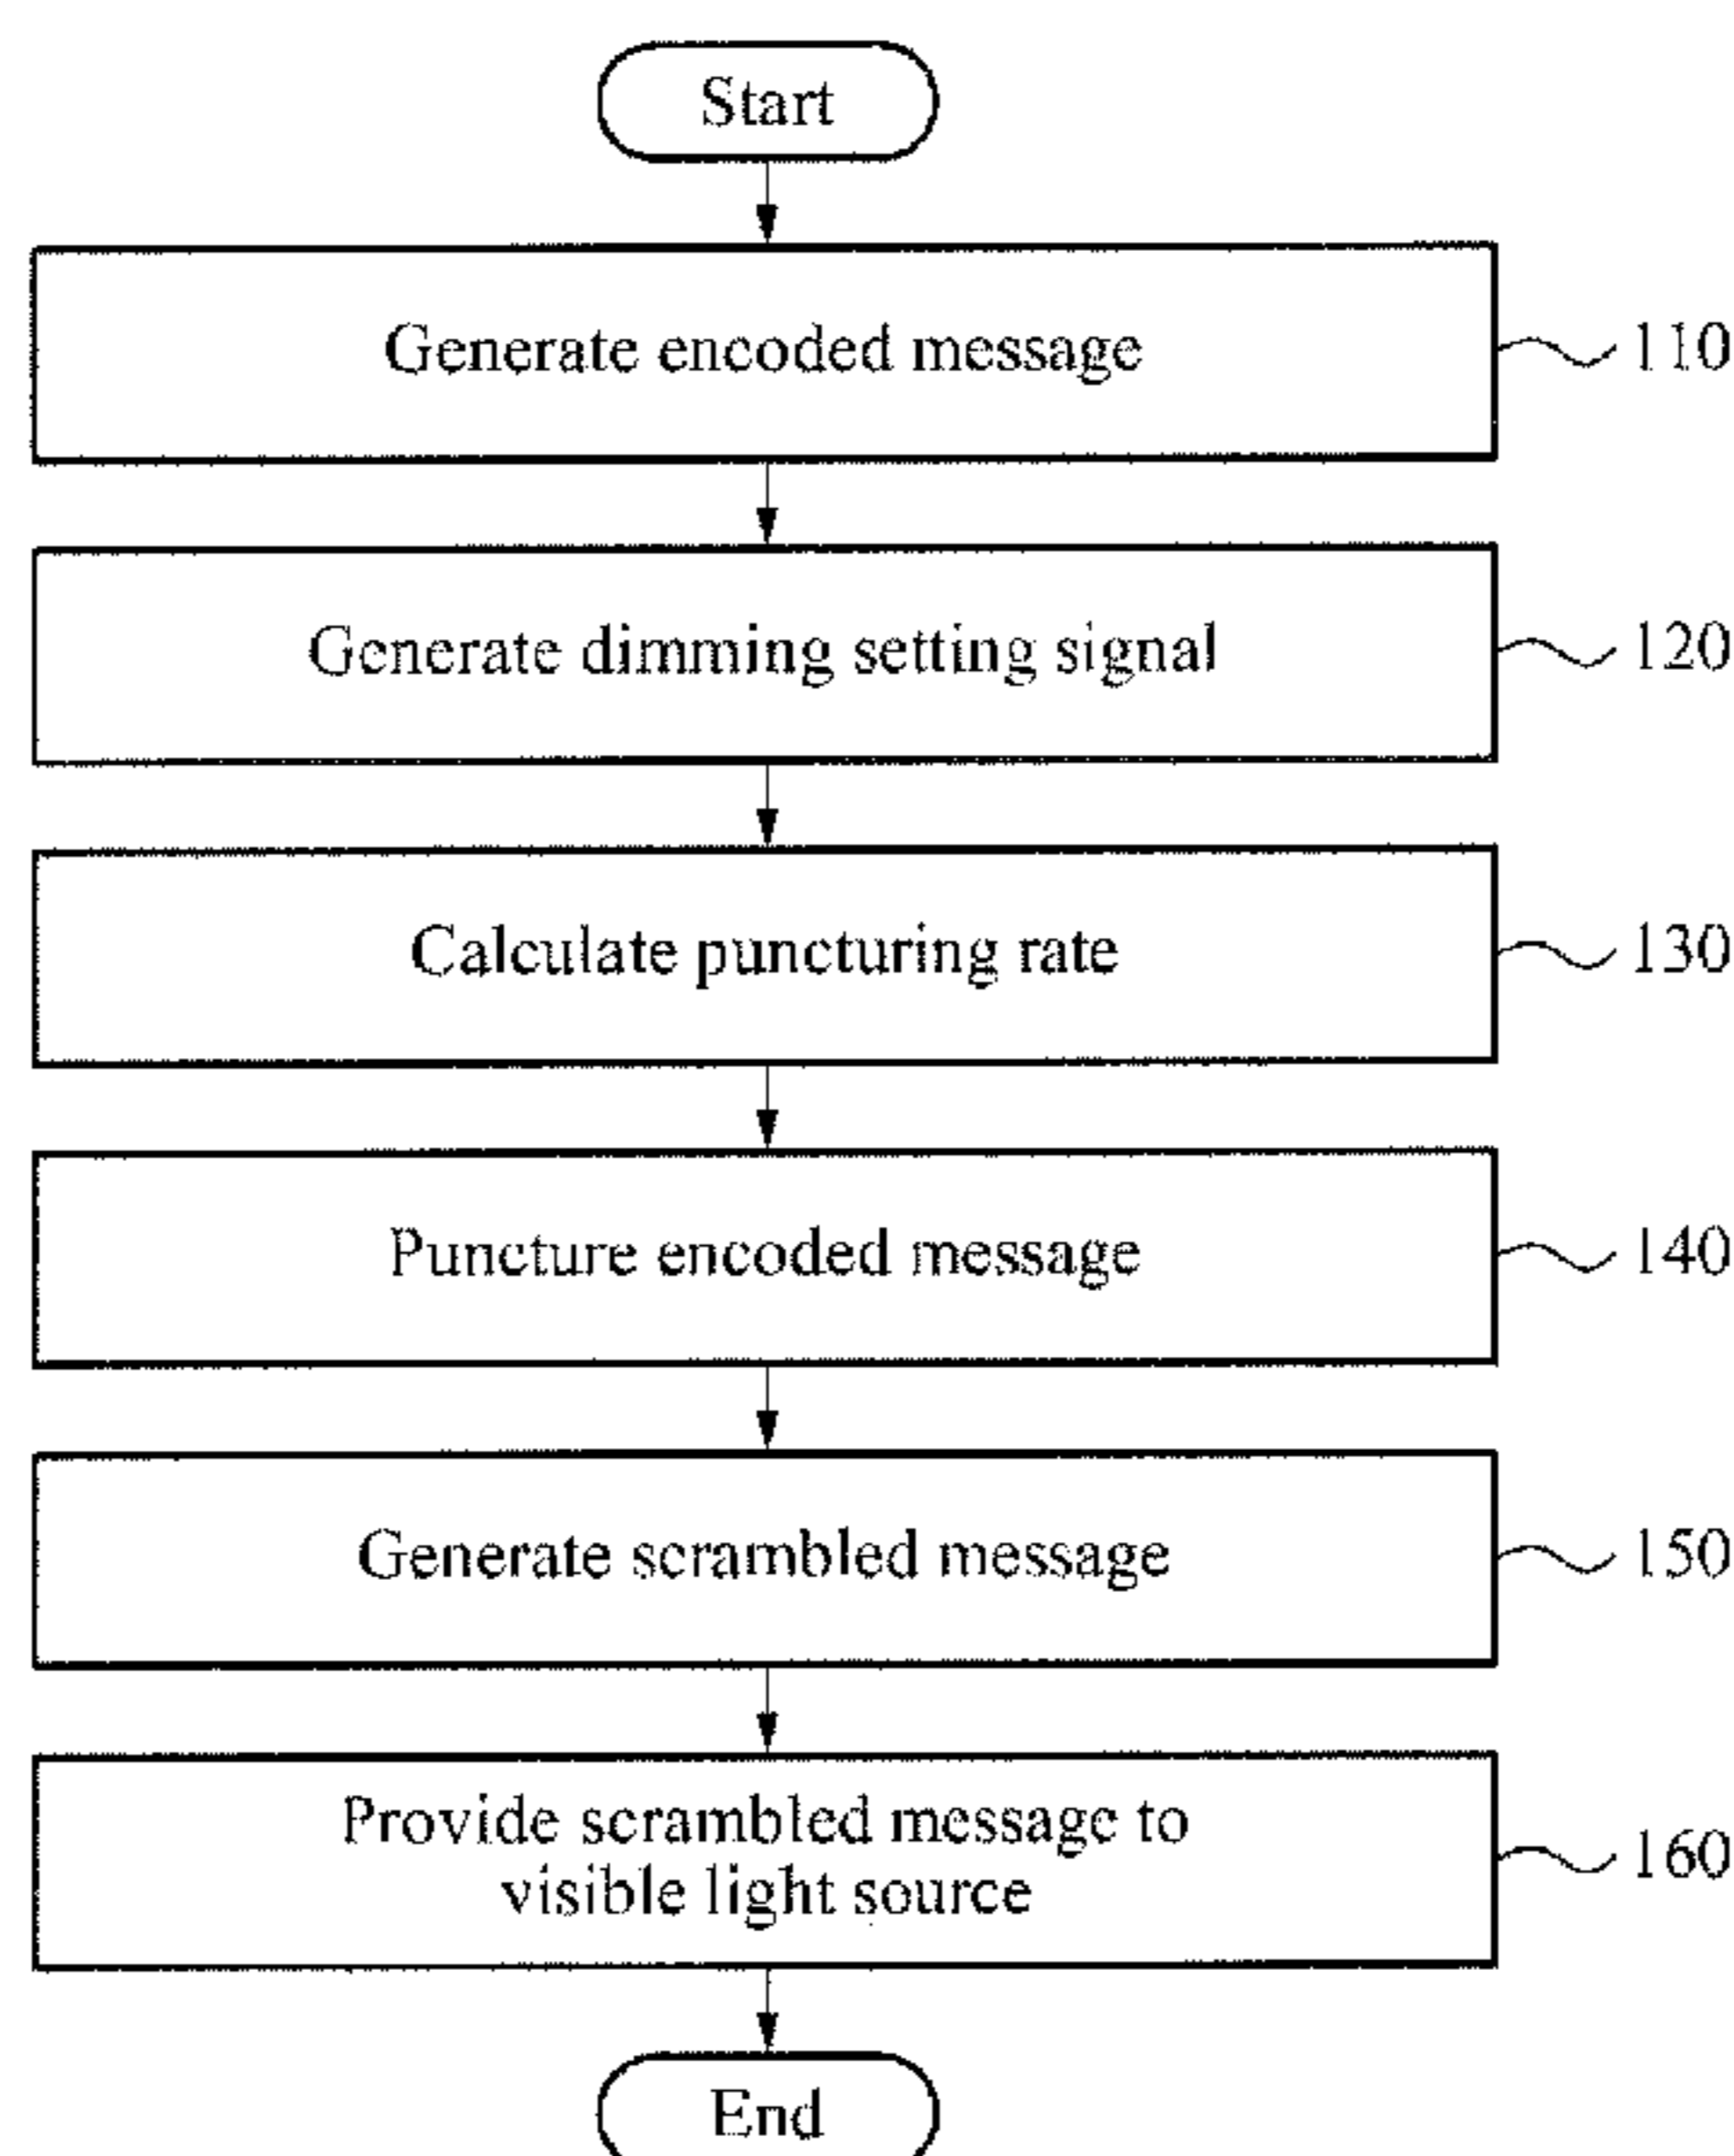 Start
Generate encoded message
110
Generate dimming setting signal
120
Calculate puncturing rate
130
Puncture encoded message
140
Generate scrambled message
150
Provide scrambled message to
visible light source
160
End